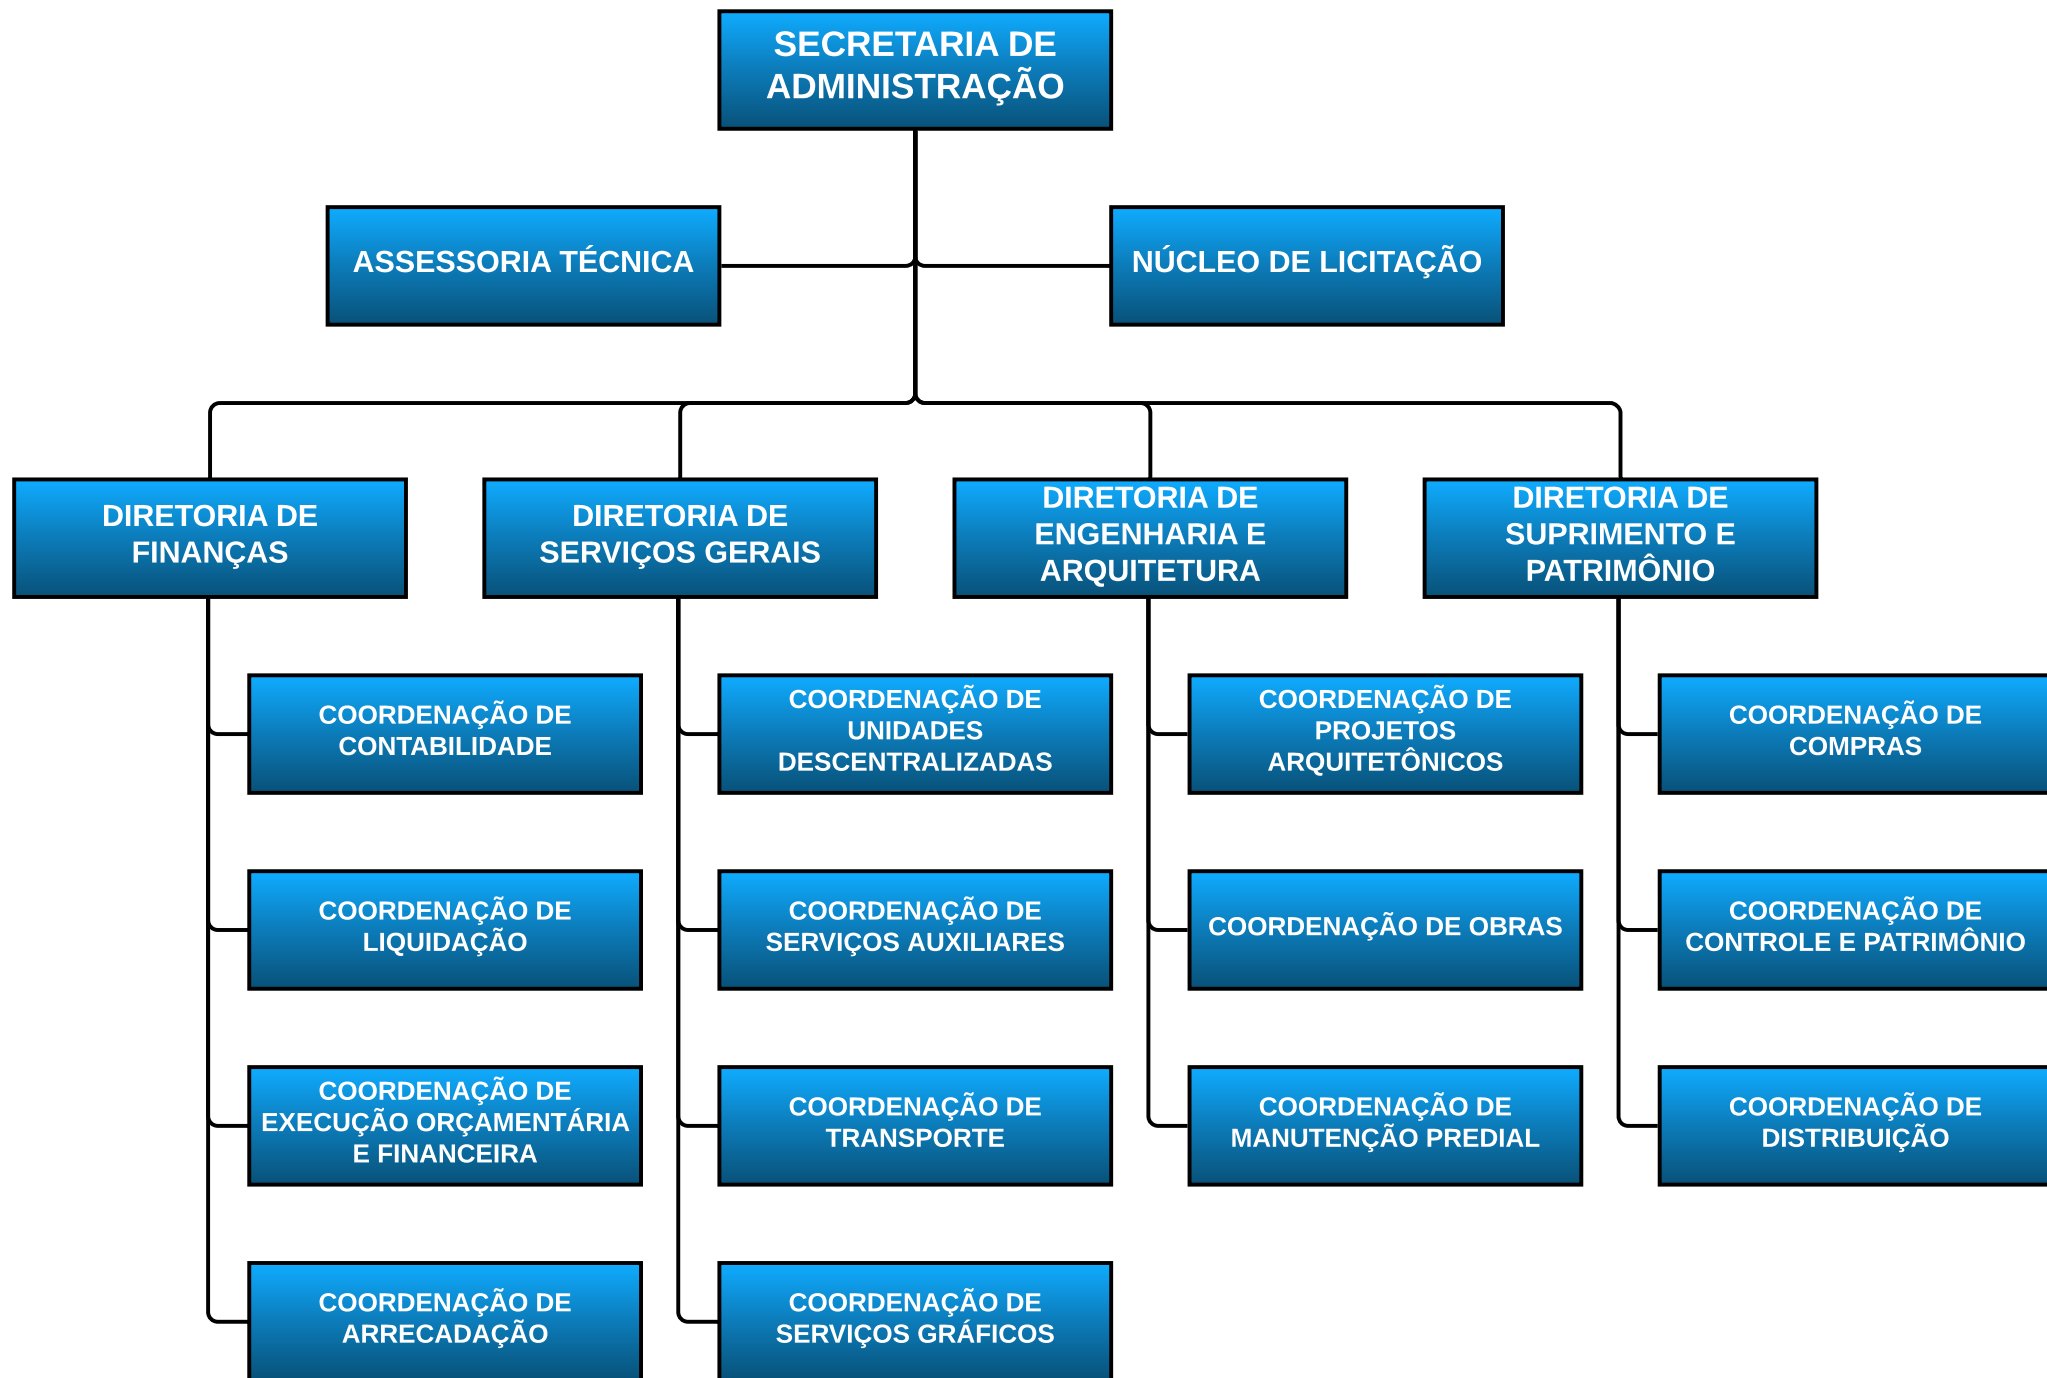 SECRETARIA DE
ADMINISTRAÇÃO
ASSESSORIA TÉCNICA
NÚCLEO DE LICITAÇÃO
DIRETORIA DE
FINANÇAS
DIRETORIA DE
SERVIÇOS GERAIS
DIRETORIA DE
ENGENHARIA E
ARQUITETURA
DIRETORIA DE
SUPRIMENTO E
PATRIMÔNIO
COORDENAÇÃO DE
CONTABILIDADE
COORDENAÇÃO DE
UNIDADES
DESCENTRALIZADAS
COORDENAÇÃO DE
PROJETOS
ARQUITETÔNICOS
COORDENAÇÃO DE
COMPRAS
COORDENAÇÃO DE
LIQUIDAÇÃO
COORDENAÇÃO DE
SERVIÇOS AUXILIARES
COORDENAÇÃO DE OBRAS
COORDENAÇÃO DE
CONTROLE E PATRIMÔNIO
COORDENAÇÃO DE
EXECUÇÃO ORÇAMENTÁRIA
E FINANCEIRA
COORDENAÇÃO DE
TRANSPORTE
COORDENAÇÃO DE
MANUTENÇÃO PREDIAL
COORDENAÇÃO DE
DISTRIBUIÇÃO
COORDENAÇÃO DE
ARRECADAÇÃO
COORDENAÇÃO DE
SERVIÇOS GRÁFICOS